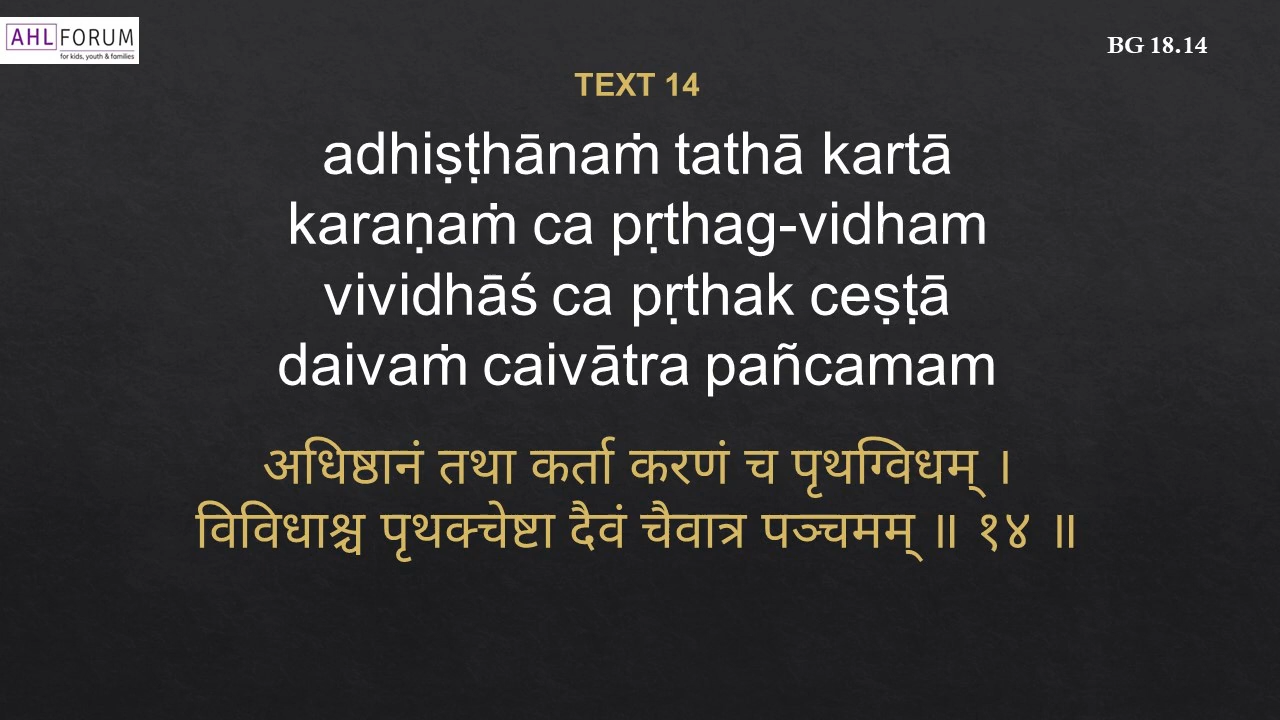 AHL FORUM
for kids, youth & families
BG 18.14
TEXT 14
adhiṣṭhānaṁ tathā kartā
karaṇaṁ ca pṛthag-vidham
vividhāś ca pṛthak ceṣṭā
daivaṁ caivātra pañcamam
अधिष्ठानं तथा कर्ता करणं च पृथग्विधम् ।
विविधाश्च पृथक्चेष्टा दैवं चैवात्र पञ्चमम् ॥ १४ ॥